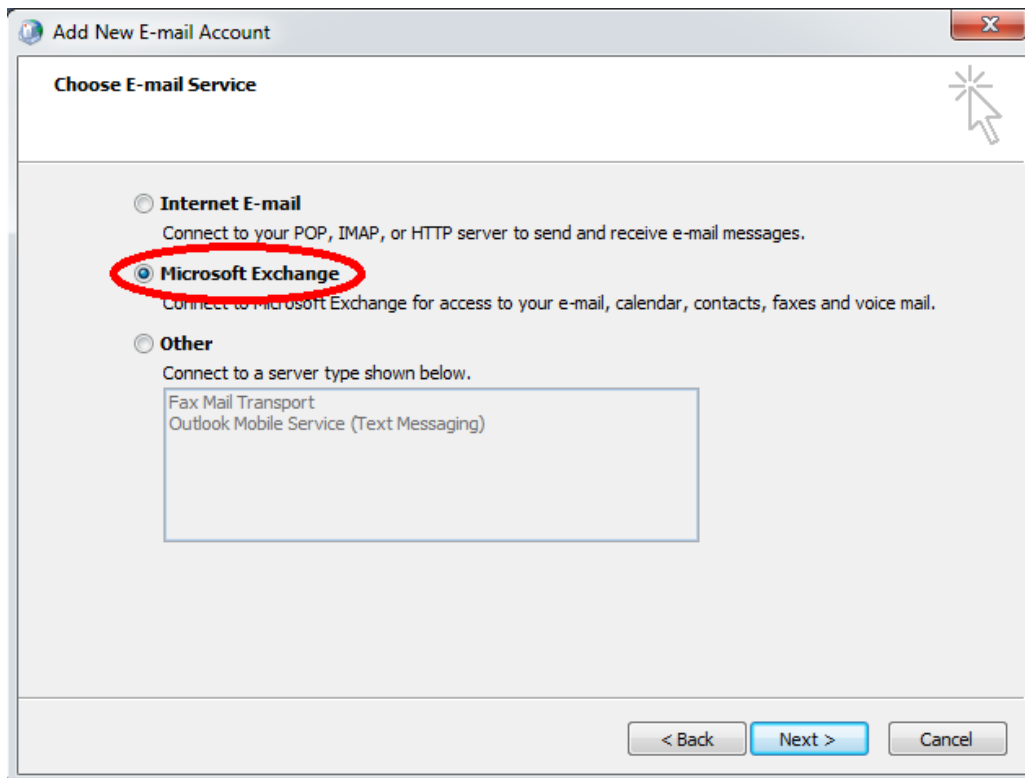 Add New E-mail Account
Choose E-mail Service
Internet E-mail
Connect to your POP, IMAP, or HTTP server to send and receive e-mail messages.
Microsoft Exchange
Connect to Microsoft Exchange for access to your e-mail, calendar, contacts, faxes and voice mail.
Other
Connect to a server type shown below.
Fax Mail Transport
Outlook Mobile Service (Text Messaging)
< Back Next > Cancel